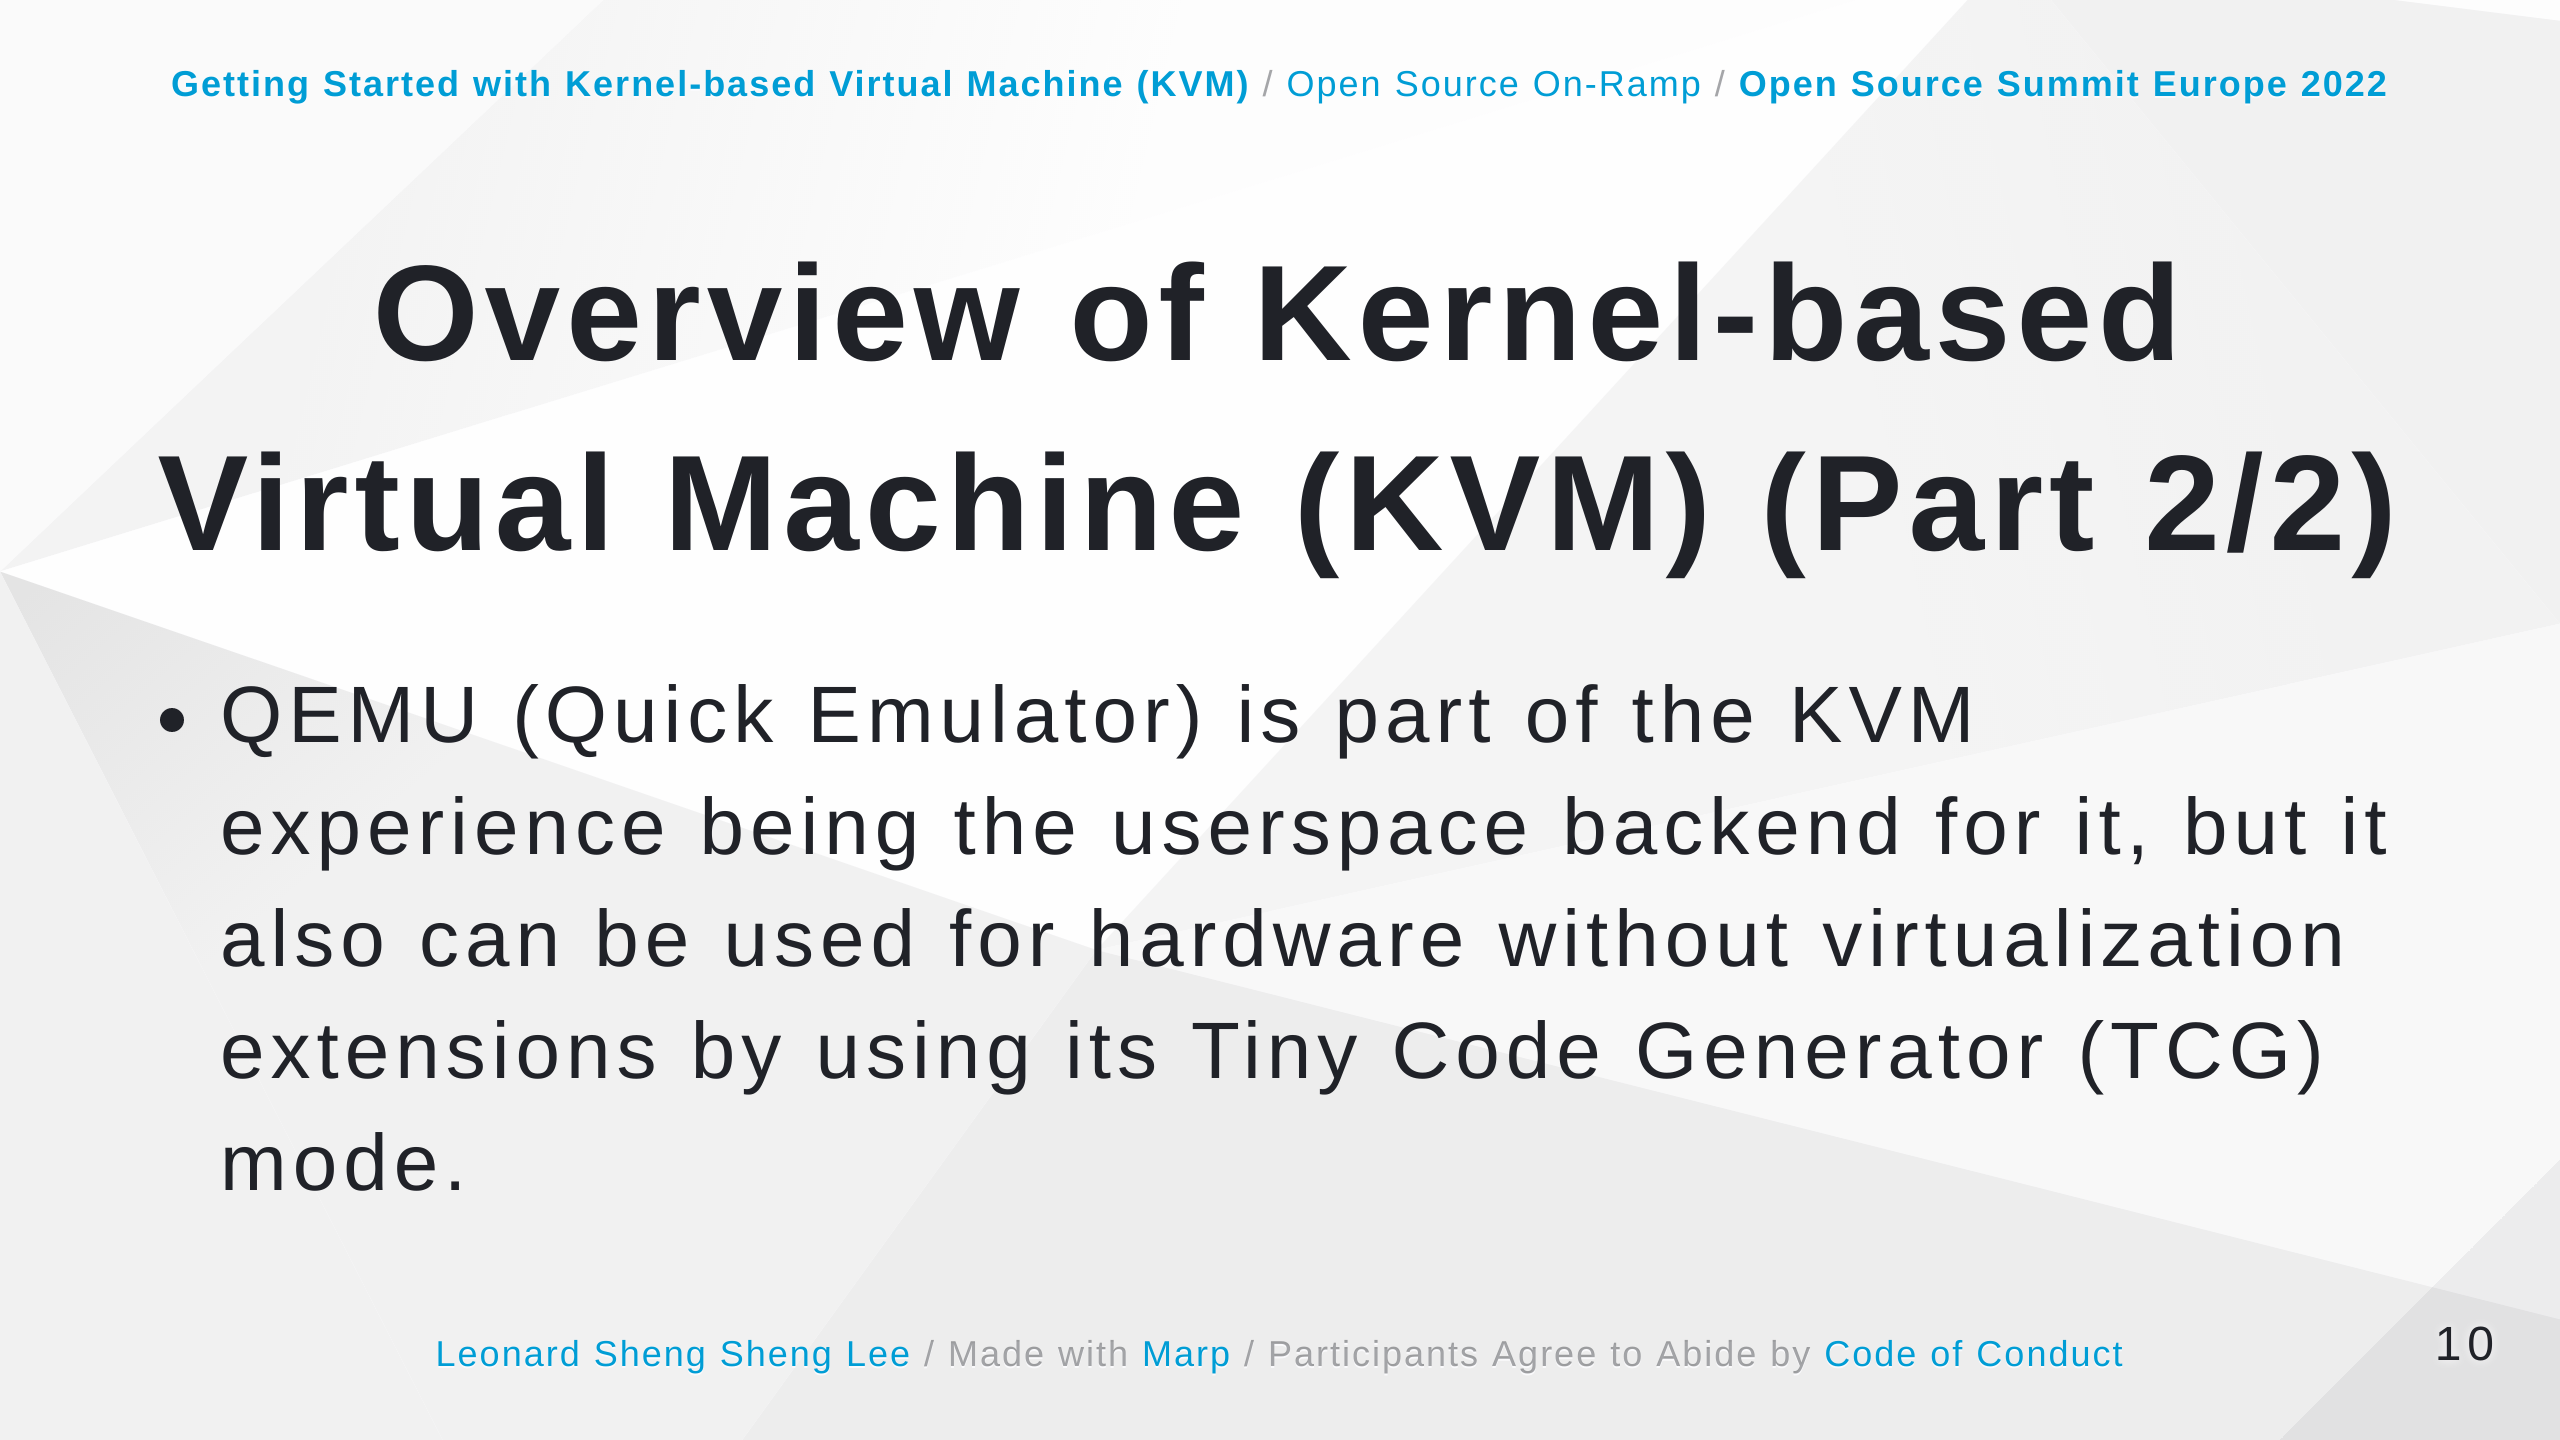 Getting Started with Kernel-based Virtual Machine (KVM) / Open Source On-Ramp / Open Source Summit Europe 2022
Overview of Kernel-based
Virtual Machine (KVM) (Part 2/2)
• QEMU (Quick Emulator) is part of the KVM
experience being the userspace backend for it, but it
also can be used for hardware without virtualization
extensions by using its Tiny Code Generator (TCG)
mode.
Leonard Sheng Sheng Lee / Made with Marp / Participants Agree to Abide by Code of Conduct
10